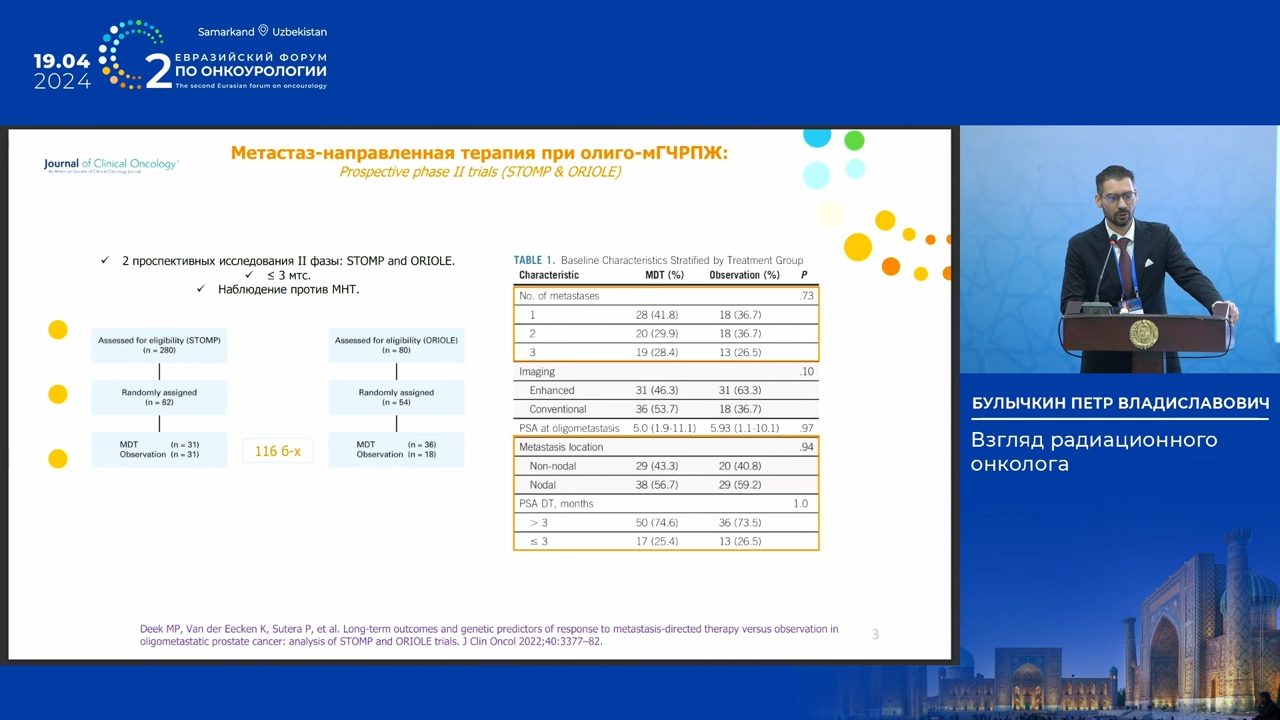 Samarkand Uzbekistan
19.04
2024
2
ЕВРАЗИЙСКИЙ ФОРУМ
ПО ОНКОУРОЛОГИИ
The second Eurasian forum on oncourology
Journal of Clinical Oncology
An American Society of Clinical Oncology Journal
Метастаз-направленная терапия при олиго-мГЧРПЖ:
Prospective phase II trials (STOMP & ORIOLE)
✓ 2 проспективных исследования II фазы: STOMP and ORIOLE.
✓ ≤ 3 мтс.
✓ Наблюдение против МНТ.
Assessed for eligibility (STOMP)
(n = 280)
Randomly assigned
(n = 62)
MDT (n = 31)
Observation (n = 31)
116 б-х
Assessed for eligibility (ORIOLE)
(n = 80)
Randomly assigned
(n = 54)
MDT (n = 36)
Observation (n = 18)
TABLE 1. Baseline Characteristics Stratified by Treatment Group
Characteristic MDT (%) Observation (%) P
No. of metastases .73
1 28 (41.8) 18 (36.7)
2 20 (29.9) 18 (36.7)
3 19 (28.4) 13 (26.5)
Imaging .10
Enhanced 31 (46.3) 31 (63.3)
Conventional 36 (53.7) 18 (36.7)
PSA at oligometastasis 5.0 (1.9-11.1) 5.93 (1.1-10.1) .97
Metastasis location .94
Non-nodal 29 (43.3) 20 (40.8)
Nodal 38 (56.7) 29 (59.2)
PSA DT, months 1.0
> 3 50 (74.6) 36 (73.5)
≤ 3 17 (25.4) 13 (26.5)
Deek MP, Van der Eecken K, Sutera P, et al. Long-term outcomes and genetic predictors of response to metastasis-directed therapy versus observation in
oligometastatic prostate cancer: analysis of STOMP and ORIOLE trials. J Clin Oncol 2022;40:3377–82.
3
БУЛЫЧКИН ПЕТР ВЛАДИСЛАВОВИЧ
Взгляд радиационного
онколога